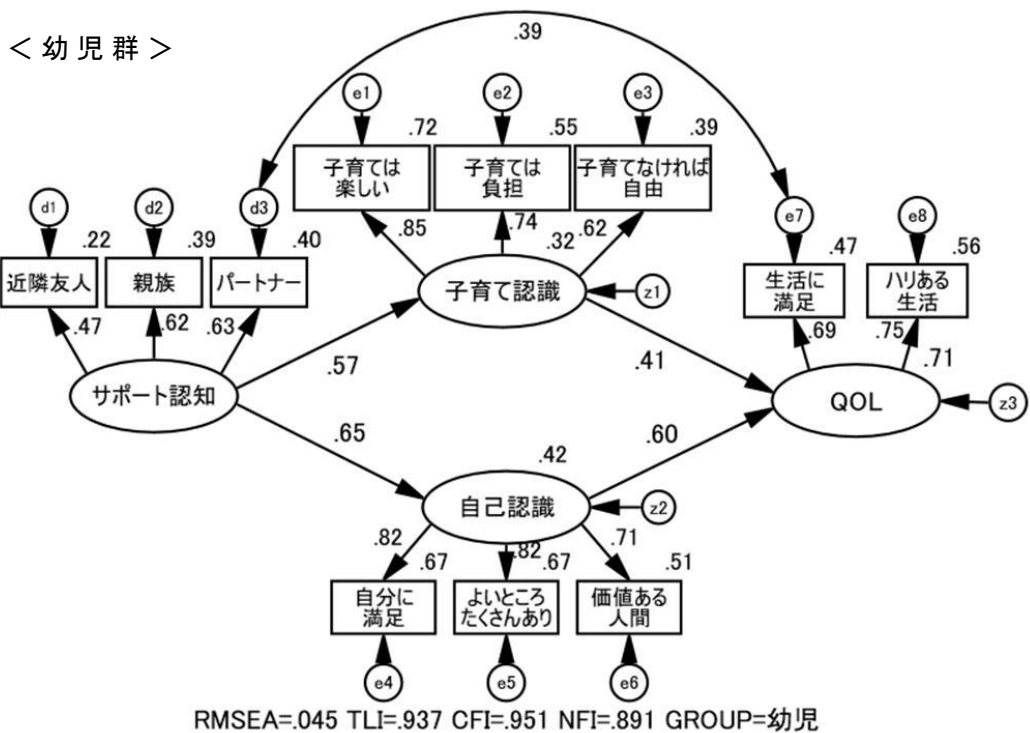 .39
＜幼児群＞
e1
e2
e3
.72
.55
.39
子育ては
楽しい
子育ては
負担
子育てなければ
自由
d1
d2
d3
e7
e8
.22
.39
.40
.85
.74
.32
.62
.47
.56
近隣友人
親族
パートナー
子育て認識
z1
生活に
満足
ハリある
生活
.47
.62
.63
.69
.75
.71
.57
.41
サポート認知
QOL
z3
.65
.60
.42
自己認識
z2
.82
.67
.82
.67
.71
.51
自分に
満足
よいところ
たくさんあり
価値ある
人間
e4
e5
e6
RMSEA=.045 TLI=.937 CFI=.951 NFI=.891 GROUP=幼児